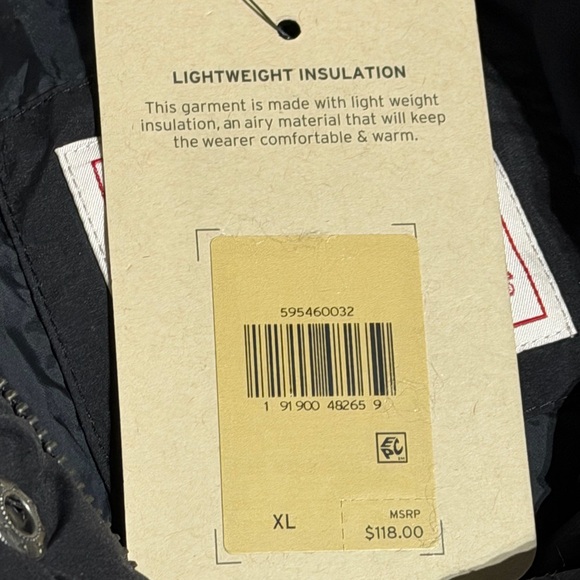 LIGHTWEIGHT INSULATION
This garment is made with light weight
insulation, an airy material that will keep
the wearer comfortable & warm.
595460032
1 91900 48265 9
EPC
XL
MSRP
$118.00